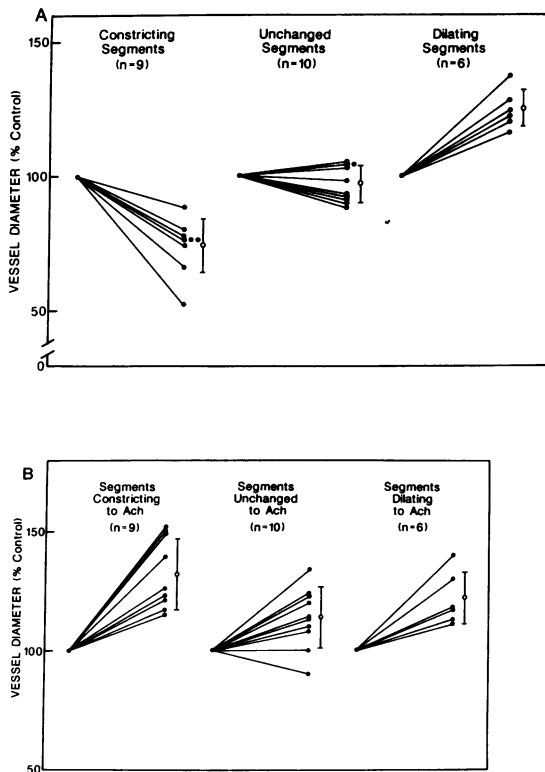 A
150
100
50
0
VESSEL DIAMETER (% Control)
Constricting
Segments
(n=9)
Unchanged
Segments
(n=10)
Dilating
Segments
(n=6)
B
150
100
50
VESSEL DIAMETER (% Control)
Segments
Constricting
to Ach
(n=9)
Segments
Unchanged
to Ach
(n=10)
Segments
Dilating
to Ach
(n=6)